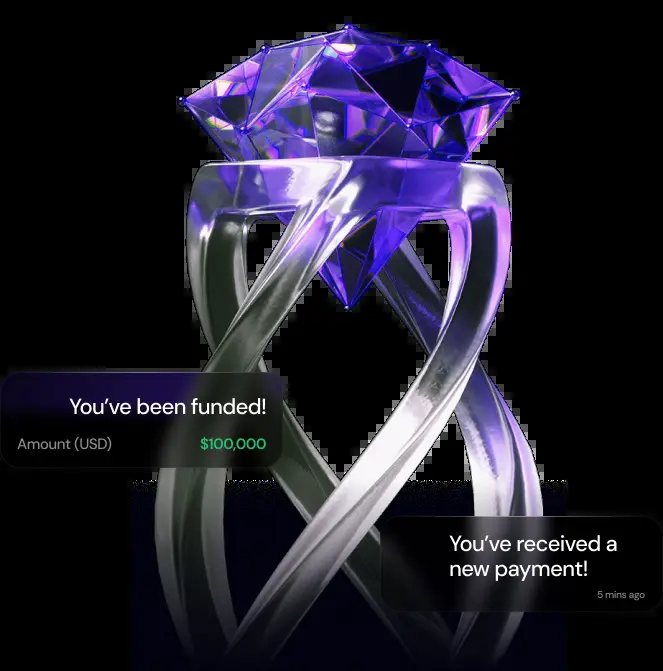 You've been funded!
Amount (USD) $100,000
You've received a
new payment!
5 mins ago